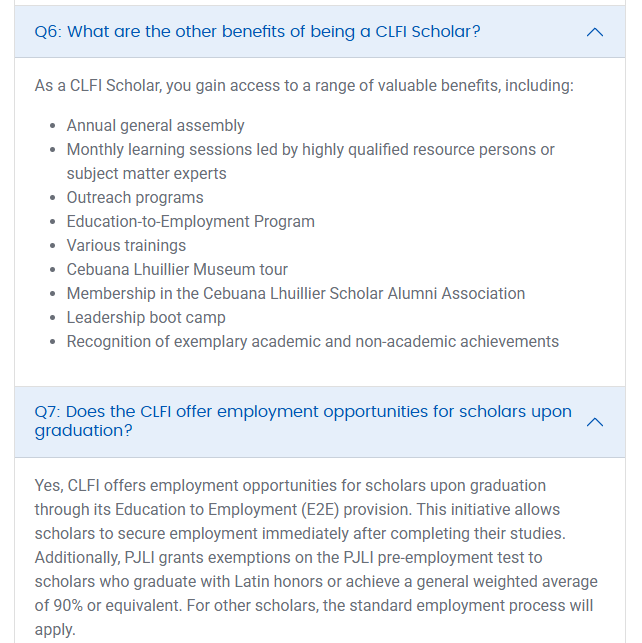 Q6: What are the other benefits of being a CLFI Scholar?
As a CLFI Scholar, you gain access to a range of valuable benefits, including:
• Annual general assembly
• Monthly learning sessions led by highly qualified resource persons or
subject matter experts
• Outreach programs
• Education-to-Employment Program
• Various trainings
• Cebuana Lhuillier Museum tour
• Membership in the Cebuana Lhuillier Scholar Alumni Association
• Leadership boot camp
• Recognition of exemplary academic and non-academic achievements
Q7: Does the CLFI offer employment opportunities for scholars upon
graduation?
Yes, CLFI offers employment opportunities for scholars upon graduation
through its Education to Employment (E2E) provision. This initiative allows
scholars to secure employment immediately after completing their studies.
Additionally, PJLI grants exemptions on the PJLI pre-employment test to
scholars who graduate with Latin honors or achieve a general weighted average
of 90% or equivalent. For other scholars, the standard employment process will
apply.